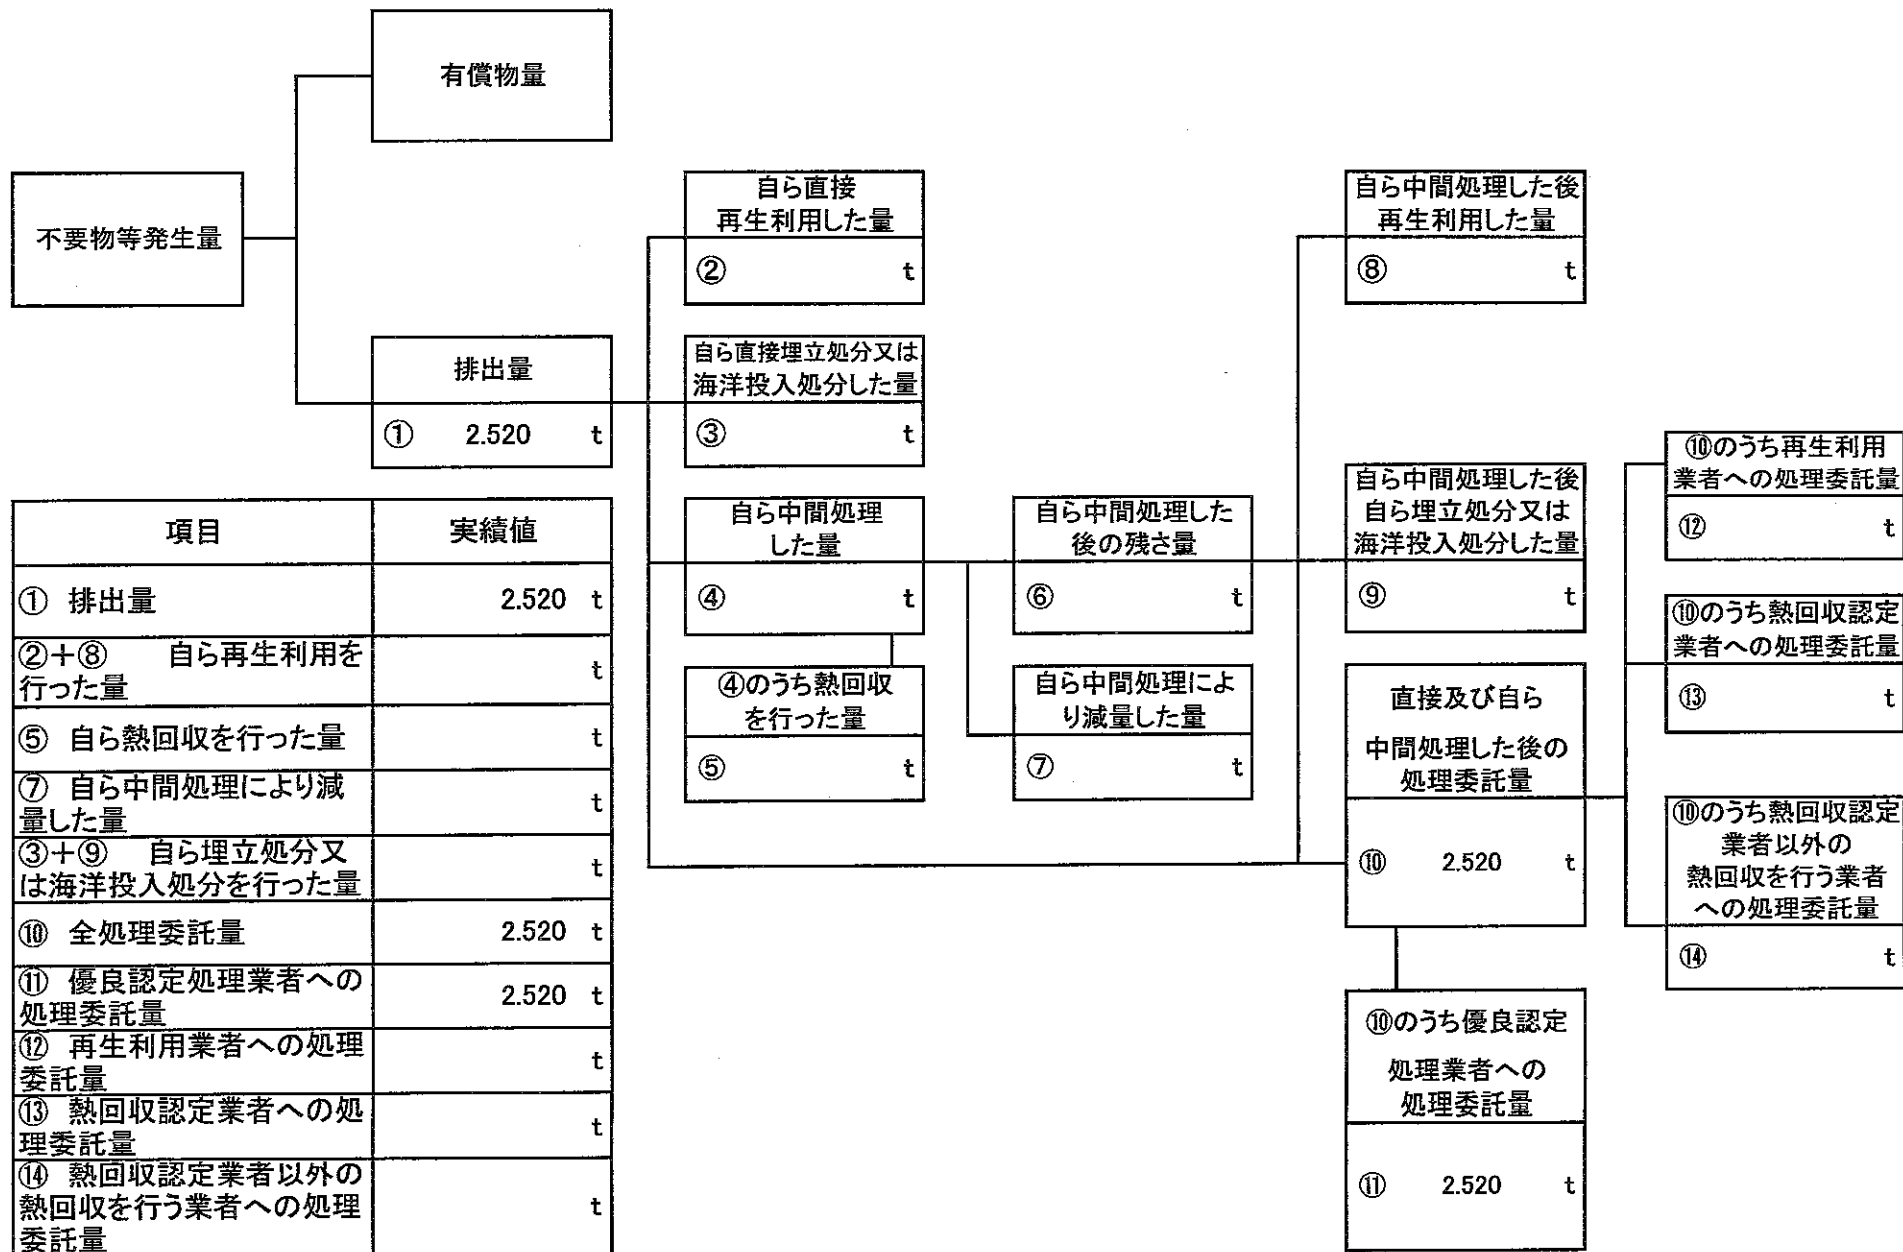 有償物量
不要物等発生量
排出量
① 2.520 t
自ら直接
再生利用した量
② t
自ら直接埋立処分又は
海洋投入処分した量
③ t
自ら中間処理
した量
④ t
④のうち熱回収
を行った量
⑤ t
自ら中間処理した
後の残さ量
⑥ t
自ら中間処理によ
り減量した量
⑦ t
自ら中間処理した後
再生利用した量
⑧ t
自ら中間処理した後
自ら埋立処分又は
海洋投入処分した量
⑨ t
直接及び自ら
中間処理した後の
処理委託量
⑩ 2.520 t
⑩のうち優良認定
処理業者への
処理委託量
⑪ 2.520 t
⑩のうち再生利用
業者への処理委託量
⑫ t
⑩のうち熱回収認定
業者への処理委託量
⑬ t
⑩のうち熱回収認定
業者以外の
熱回収を行う業者
への処理委託量
⑭ t
項目 実績値
① 排出量 2.520 t
②+⑧ 自ら再生利用を
行った量 t
⑤ 自ら熱回収を行った量 t
⑦ 自ら中間処理により減
量した量 t
③+⑨ 自ら埋立処分又
は海洋投入処分を行った量 t
⑩ 全処理委託量 2.520 t
⑪ 優良認定処理業者への
処理委託量 2.520 t
⑫ 再生利用業者への処理
委託量 t
⑬ 熱回収認定業者への処
理委託量 t
⑭ 熱回収認定業者以外の
熱回収を行う業者への処理
委託量 t